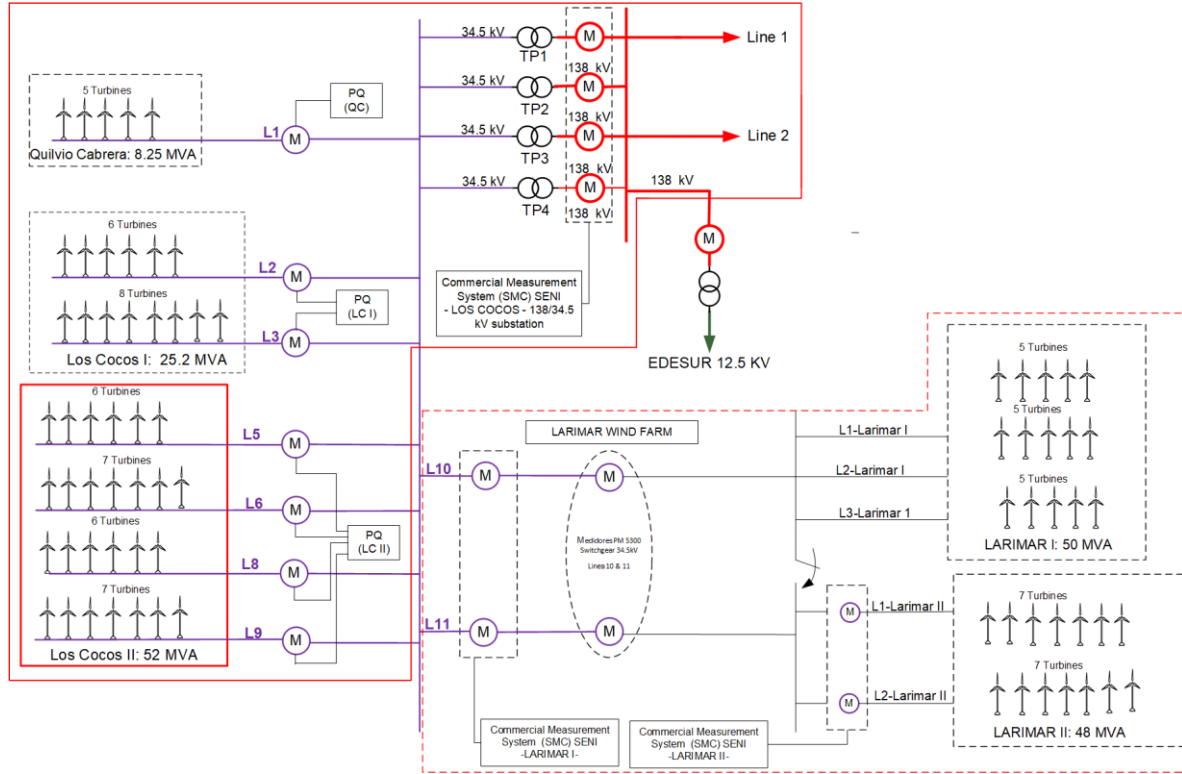 34.5 kV
TP1
M
Line 1
138 kV
34.5 kV
TP2
M
138 kV
34.5 kV
TP3
M
Line 2
138 kV
34.5 kV
TP4
M
138 kV
138 kV
M
EDESUR 12.5 KV
5 Turbines
Quilvio Cabrera: 8.25 MVA
L1
M
PQ
(QC)
6 Turbines
L2
M
8 Turbines
PQ
(LC I)
L3
M
Los Cocos I: 25.2 MVA
Commercial Measurement
System (SMC) SENI
- LOS COCOS - 138/34.5
kV substation
6 Turbines
L5
M
7 Turbines
L6
M
6 Turbines
PQ
(LC II)
L8
M
7 Turbines
L9
M
Los Cocos II: 52 MVA
LARIMAR WIND FARM
L10
M
M
Medidores PM 5300
Switchgear 34.5kV
Linea 10 & 11
L11
M
M
L1-Larimar I
L2-Larimar I
L3-Larimar 1
5 Turbines
5 Turbines
5 Turbines
LARIMAR I: 50 MVA
M
L1-Larimar II
7 Turbines
7 Turbines
M
L2-Larimar II
LARIMAR II: 48 MVA
Commercial Measurement
System (SMC) SENI
-LARIMAR I-
Commercial Measurement
System (SMC) SENI
-LARIMAR II-